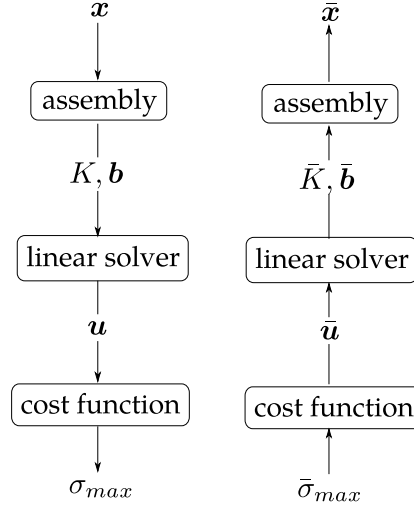 x
assembly
K, b
linear solver
u
cost function
σ_max
x̄
assembly
K̄, b̄
linear solver
ū
cost function
σ̄_max